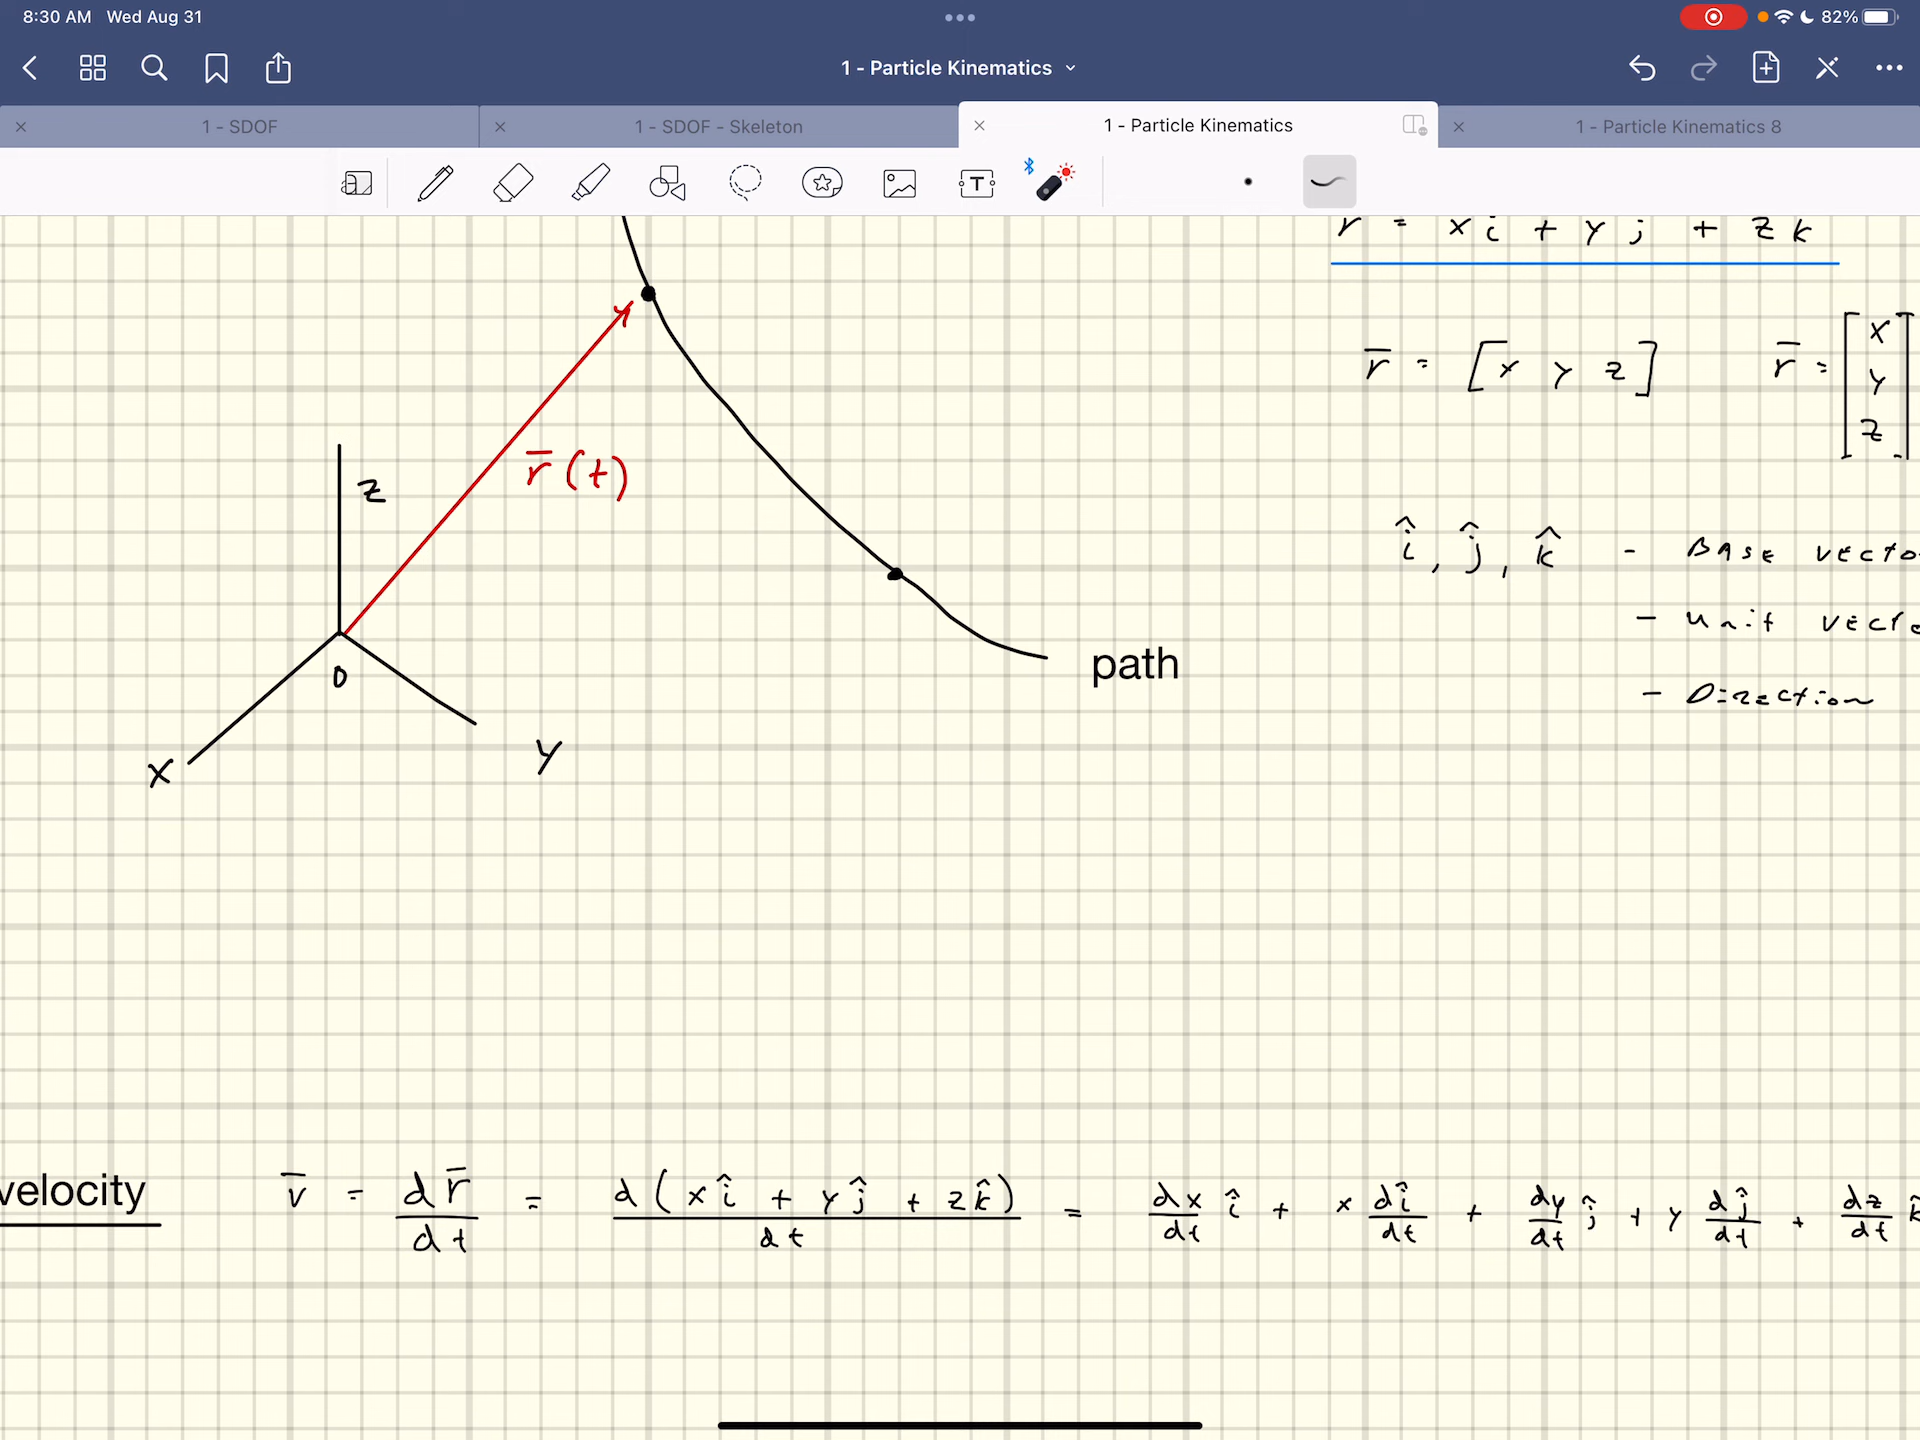 8:30 AM Wed Aug 31 82%
1 - Particle Kinematics
1 - SDOF
1 - SDOF - Skeleton
1 - Particle Kinematics
1 - Particle Kinematics 8
T
r = x i + y j + z k
r̅ = [x y z] r̅ = [x y z]
z
r̅(t)
î, ĵ, k̂ - BASE
- unit
- Direction
path
0
x
y
velocity v̅ = dr̅/dt = d(xî + yĵ + zk̂)/dt = dx/dt î + x dî/dt + dy/dt ĵ + y dĵ/dt + dz/dt k̂